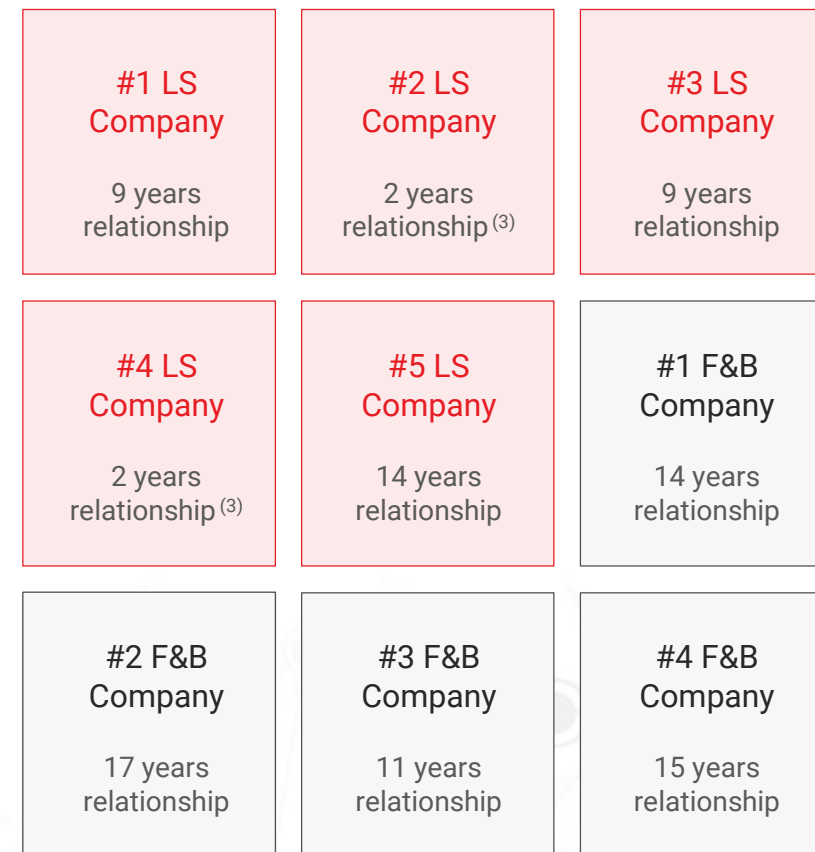 #1 LS
Company
9 years
relationship
#2 LS
Company
2 years
relationship (3)
#3 LS
Company
9 years
relationship
#4 LS
Company
2 years
relationship (3)
#5 LS
Company
14 years
relationship
#1 F&B
Company
14 years
relationship
#2 F&B
Company
17 years
relationship
#3 F&B
Company
11 years
relationship
#4 F&B
Company
15 years
relationship